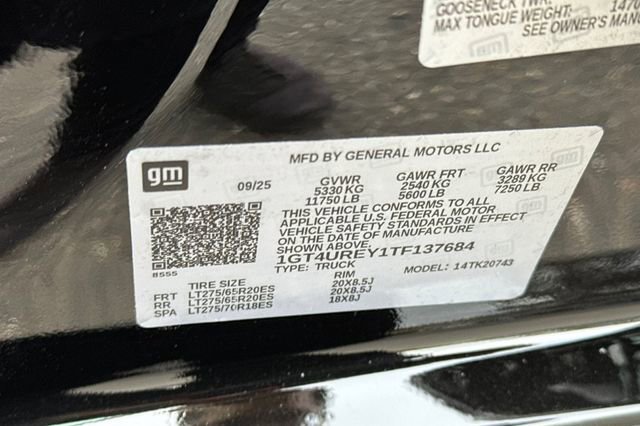 GOOSENECK TWR:
MAX TONGUE WEIGHT: 1470
SEE OWNER'S MANU
gm
MFD BY GENERAL MOTORS LLC
09/25 GVWR GAWR FRT GAWR RR
5330 KG 2540 KG 3289 KG
11750 LB 5600 LB 7250 LB
THIS VEHICLE CONFORMS TO ALL
APPLICABLE U.S. FEDERAL MOTOR
VEHICLE SAFETY STANDARDS IN EFFECT
ON THE DATE OF MANUFACTURE
SHOWN ABOVE.
1GT4UREY1TF137684
8555
TYPE: TRUCK MODEL: 14TK20743
TIRE SIZE RIM
FRT LT275/65R20ES 20X8.5J
RR LT275/65R20ES 20X8.5J
SPA LT275/70R18ES 18X8J